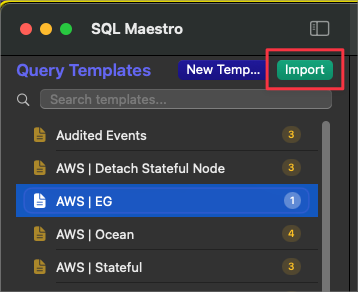 SQL Maestro
Query Templates New Temp... Import
Search templates...
Audited Events 3
AWS | Detach Stateful Node 3
AWS | EG 1
AWS | Ocean 4
AWS | Stateful 3